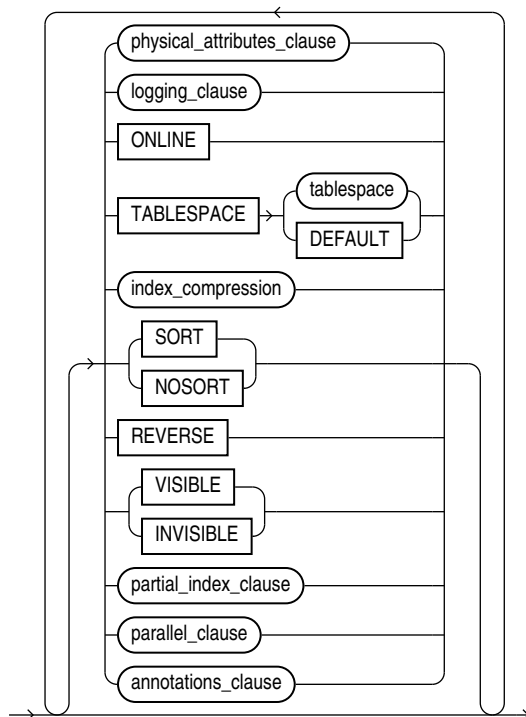 physical_attributes_clause
logging_clause
ONLINE
tablespace
TABLESPACE
DEFAULT
index_compression
SORT
NOSORT
REVERSE
VISIBLE
INVISIBLE
partial_index_clause
parallel_clause
annotations_clause